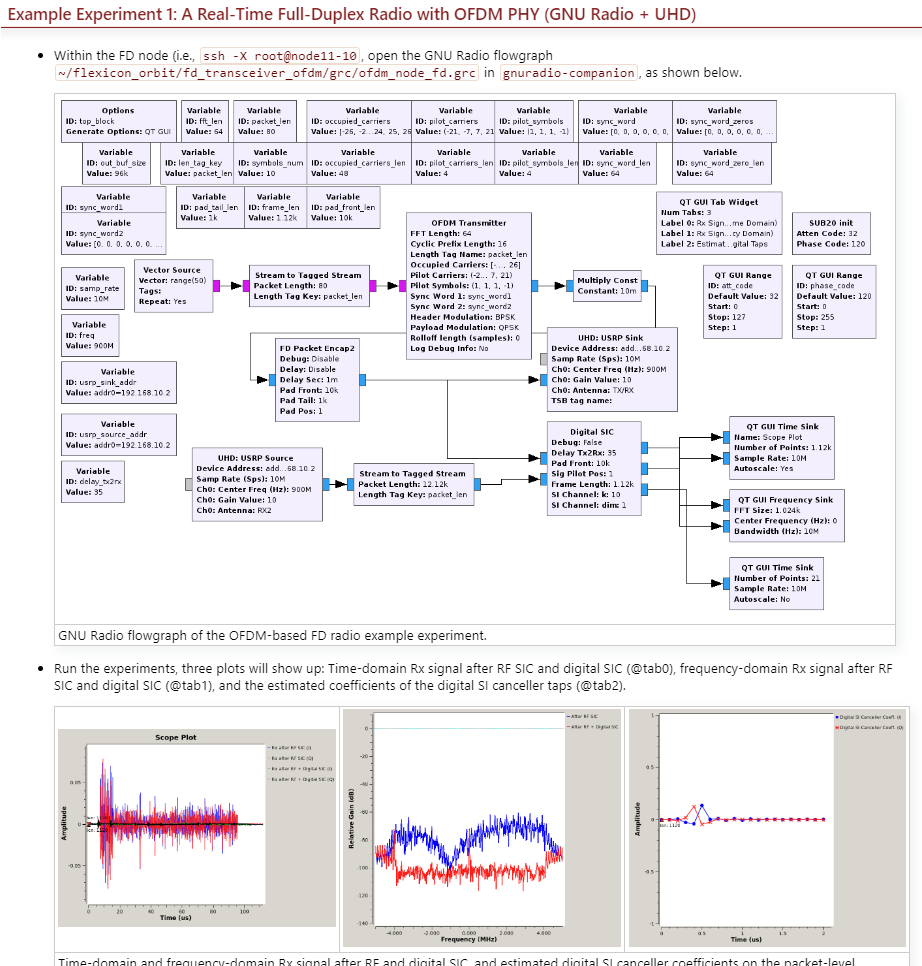 Example Experiment 1: A Real-Time Full-Duplex Radio with OFDM PHY (GNU Radio + UHD)
Within the FD node (i.e., ssh -X root@node11-10, open the GNU Radio flowgraph
~/flexicon_orbit/fd_transceiver_ofdm/grc/ofdm_node_fd.grc in gnuradio-companion, as shown below.
Options
ID: top_block
Generate Options: QT GUI
Variable
ID: fft_len
Value: 64
Variable
ID: packet_len
Value: 80
Variable
ID: occupied_carriers
Value: [-26, -2...24, 25, 26
Variable
ID: pilot_carriers
Value: (-21, -7, 7, 21
Variable
ID: pilot_symbols
Value: (1, 1, 1, -1)
Variable
ID: sync_word
Value: [0, 0, 0, 0, 0, 0,
Variable
ID: sync_word_zeros
Value: [0, 0, 0, 0, 0, 0, ...
Variable
ID: out_buf_size
Value: 96k
Variable
ID: len_tag_key
Value: packet_len
Variable
ID: symbols_num
Value: 10
Variable
ID: occupied_carriers_len
Value: 48
Variable
ID: pilot_carriers_len
Value: 4
Variable
ID: pilot_symbols_len
Value: 4
Variable
ID: sync_word_len
Value: 64
Variable
ID: sync_word_zero_len
Value: 64
Variable
ID: sync_word1
Variable
ID: sync_word2
Value: [0, 0, 0, 0, 0, 0, ...
Variable
ID: pad_tail_len
Value: 1k
Variable
ID: frame_len
Value: 1.12k
Variable
ID: pad_front_len
Value: 10k
OFDM Transmitter
FFT Length: 64
Cyclic Prefix Length: 16
Length Tag Name: packet_len
Occupied Carriers: [-... 26]
Pilot Carriers: (-2... 7, 21)
Pilot Symbols: (1, 1, 1, -1)
Sync Word 1: sync_word1
Sync Word 2: sync_word2
Header Modulation: BPSK
Payload Modulation: QPSK
Rolloff length (samples): 0
Log Debug Info: No
QT GUI Tab Widget
Num Tabs: 3
Label 0: Rx Sign...me Domain)
Label 1: Rx Sign...cy Domain)
Label 2: Estimat...gital Taps
SUB20 init
Atten Code: 32
Phase Code: 120
Variable
ID: samp_rate
Value: 10M
Vector Source
Vector: range(50)
Tags:
Repeat: Yes
Stream to Tagged Stream
Packet Length: 80
Length Tag Key: packet_len
Multiply Const
Constant: 10m
QT GUI Range
ID: att_code
Default Value: 32
Start: 0
Stop: 127
Step: 1
QT GUI Range
ID: phase_code
Default Value: 120
Start: 0
Stop: 255
Step: 1
Variable
ID: freq
Value: 900M
FD Packet Encap2
Debug: Disable
Delay: Disable
Delay Sec: 1m
Pad Front: 10k
Pad Tail: 1k
Pad Pos: 1
UHD: USRP Sink
Device Address: add...68.10.2
Samp Rate (Sps): 10M
Ch0: Center Freq (Hz): 900M
Ch0: Gain Value: 10
Ch0: Antenna: TX/RX
TSB tag name:
Variable
ID: usrp_sink_addr
Value: addr0=192.168.10.2
Variable
ID: usrp_source_addr
Value: addr0=192.168.10.2
Variable
ID: delay_tx2rx
Value: 35
UHD: USRP Source
Device Address: add...68.10.2
Samp Rate (Sps): 10M
Ch0: Center Freq (Hz): 900M
Ch0: Gain Value: 10
Ch0: Antenna: RX2
Stream to Tagged Stream
Packet Length: 12.12k
Length Tag Key: packet_len
Digital SIC
Debug: False
Delay Tx2Rx: 35
Pad Front: 10k
Sig Pilot Pos: 1
Frame Length: 1.12k
SI Channel: k: 10
SI Channel: dim: 1
QT GUI Time Sink
Name: Scope Plot
Number of Points: 1.12k
Sample Rate: 10M
Autoscale: Yes
QT GUI Frequency Sink
FFT Size: 1.024k
Center Frequency (Hz): 0
Bandwidth (Hz): 10M
QT GUI Time Sink
Number of Points: 21
Sample Rate: 10M
Autoscale: No
GNU Radio flowgraph of the OFDM-based FD radio example experiment.
Run the experiments, three plots will show up: Time-domain Rx signal after RF SIC and digital SIC (@tab0), frequency-domain Rx signal after RF
SIC and digital SIC (@tab1), and the estimated coefficients of the digital SI canceller taps (@tab2).
Scope Plot
Rx after RF SIC (I)
Rx after RF SIC (Q)
Rx after RF + Digital SIC (I)
Rx after RF + Digital SIC (Q)
Amplitude
0.05
0
-0.05
0 20 40 60 80 100
Time (us)
After RF SIC
After RF + Digital SIC
Relative Gain (dB)
0
-20
-40
-60
-80
-100
-120
-140
-4.000 -2.000 0.000 2.000 4.000
Frequency (MHz)
Digital SI Canceller Coeff. (I)
Digital SI Canceller Coeff. (Q)
Amplitude
1
0.5
0
-0.5
-1
0 0.5 1 1.5 2
Time (us)
Time-domain and frequency-domain Rx signal after RF and digital SIC, and estimated digital SI canceller coefficients on the packet-level